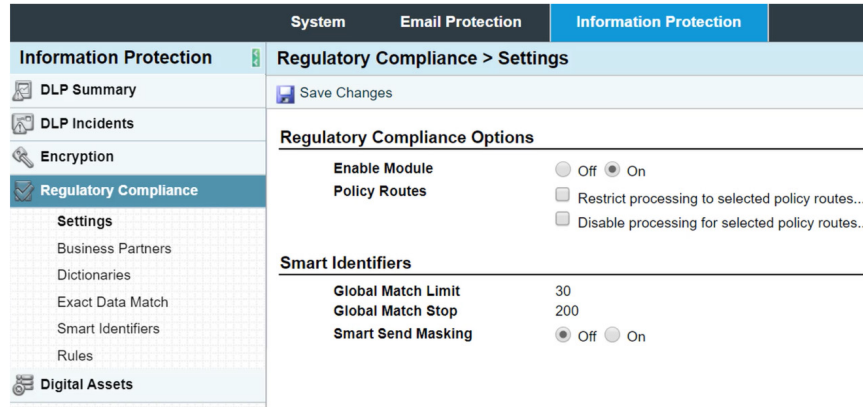 System Email Protection Information Protection
Information Protection
Regulatory Compliance > Settings
DLP Summary
Save Changes
DLP Incidents
Regulatory Compliance Options
Encryption
Enable Module Off On
Regulatory Compliance
Policy Routes Restrict processing to selected policy routes...
Settings
Disable processing for selected policy routes..
Business Partners
Smart Identifiers
Dictionaries
Global Match Limit 30
Exact Data Match
Global Match Stop 200
Smart Identifiers
Smart Send Masking Off On
Rules
Digital Assets